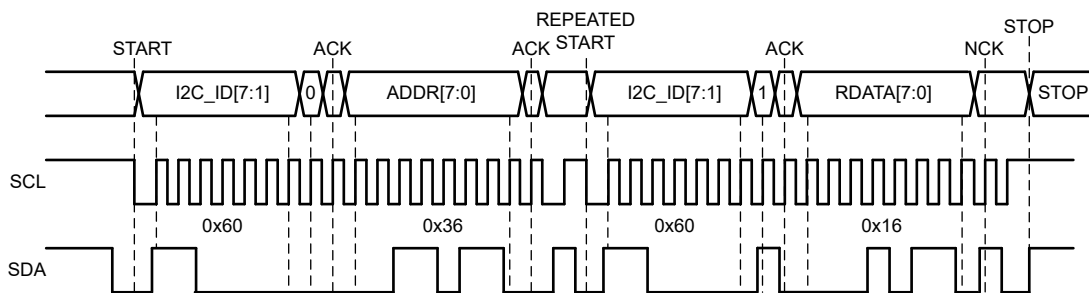 REPEATED
START ACK ACK START ACK NCK STOP
I2C_ID[7:1] 0 ADDR[7:0] I2C_ID[7:1] 1 RDATA[7:0] STOP
SCL
0x60 0x36 0x60 0x16
SDA